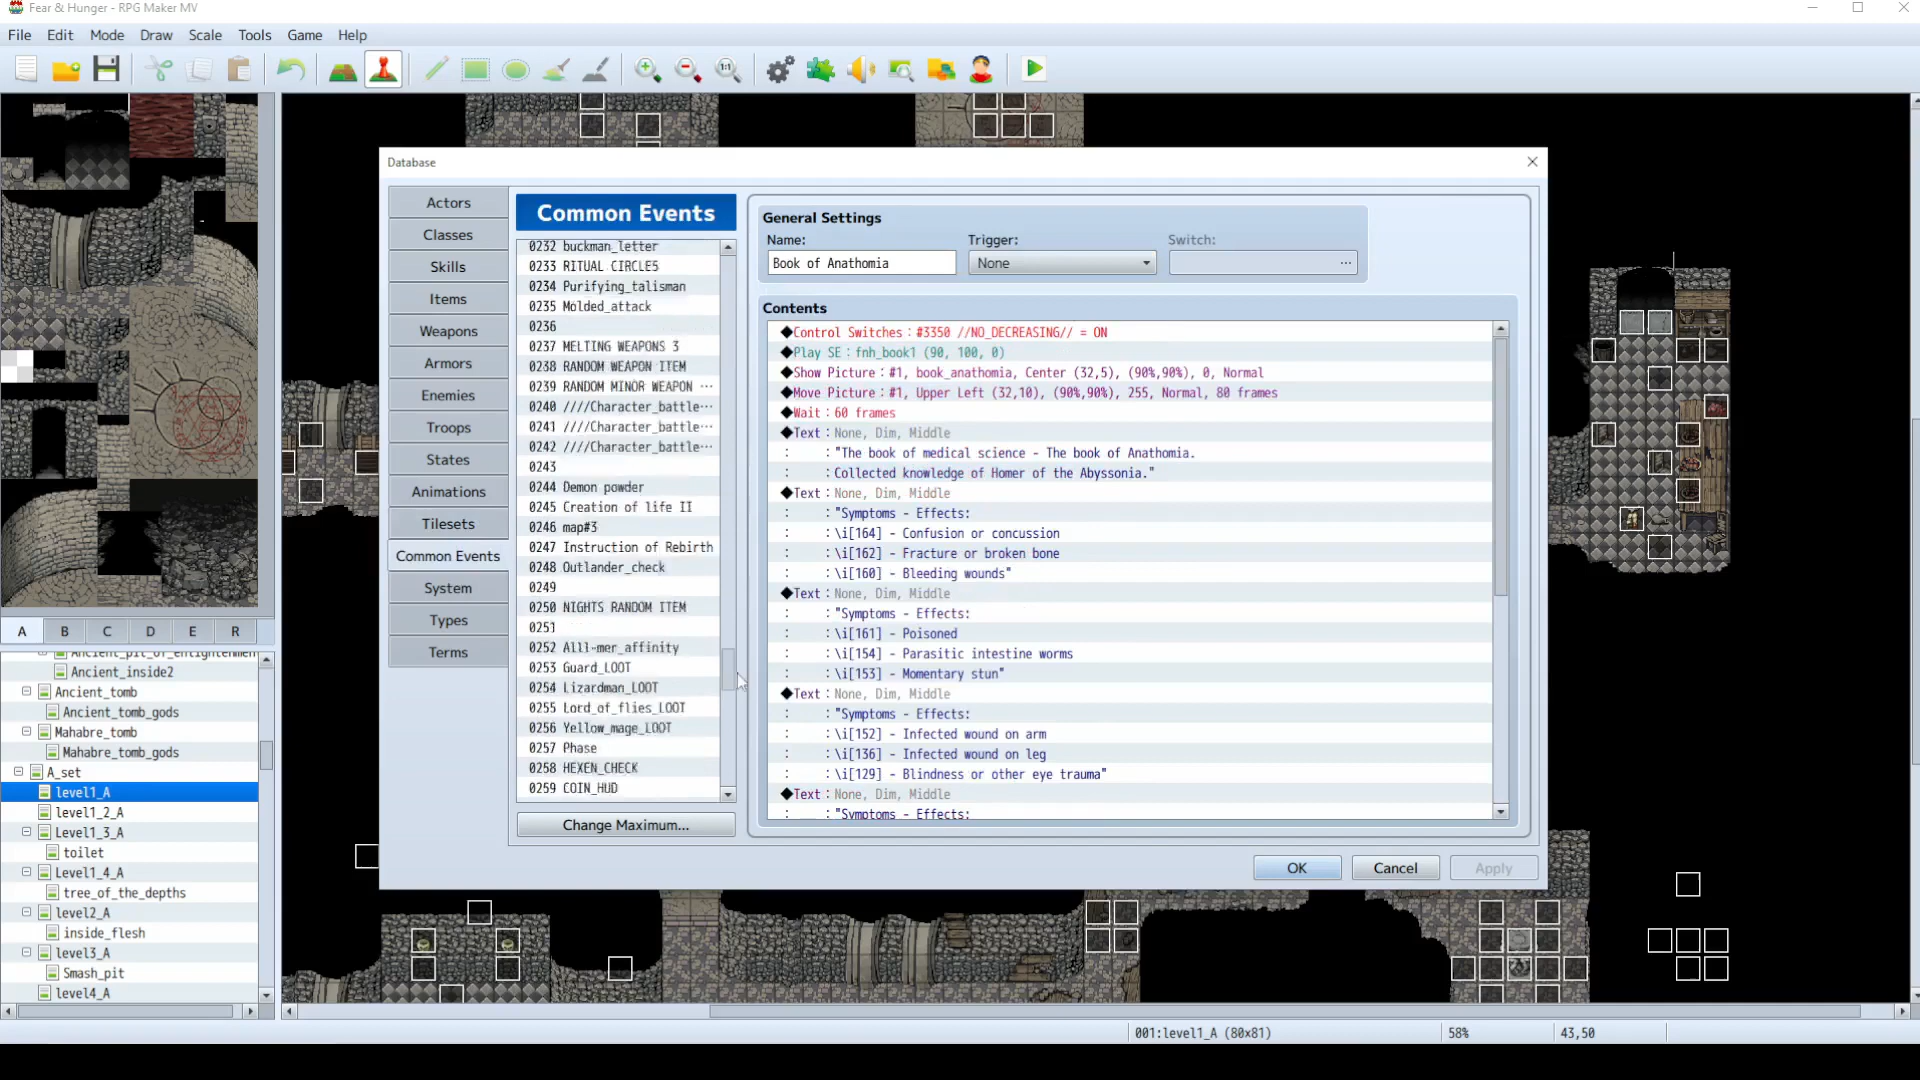 Fear & Hunger - RPG Maker MV
File Edit Mode Draw Scale Tools Game Help
1:1
A B C D E R
Ancient_pit_of_enlightenmen
Ancient_inside2
Ancient_tomb
Ancient_tomb_gods
Mahabre_tomb
Mahabre_tomb_gods
A_set
level1_A
level1_2_A
Level1_3_A
toilet
Level1_4_A
tree_of_the_depths
level2_A
inside_flesh
level3_A
Smash_pit
level4_A
Database
Actors
Classes
Skills
Items
Weapons
Armors
Enemies
Troops
States
Animations
Tilesets
Common Events
System
Types
Terms
Common Events
0232 buckman_letter
0233 RITUAL CIRCLES
0234 Purifying_talisman
0235 Molded_attack
0236
0237 MELTING WEAPONS 3
0238 RANDOM WEAPON ITEM
0239 RANDOM MINOR WEAPON ...
0240 ////Character_battle...
0241 ////Character_battle...
0242 ////Character_battle...
0243
0244 Demon powder
0245 Creation of life II
0246 map#3
0247 Instruction of Rebirth
0248 Outlander_check
0249
0250 NIGHTS RANDOM ITEM
0251
0252 Alll-mer_affinity
0253 Guard_LOOT
0254 Lizardman_LOOT
0255 Lord_of_flies_LOOT
0256 Yellow_mage_LOOT
0257 Phase
0258 HEXEN_CHECK
0259 COIN_HUD
Change Maximum...
General Settings
Name: Trigger: Switch:
Book of Anathomia None ...
Contents
◆Control Switches：#3350 //NO_DECREASING// = ON
◆Play SE：fnh_book1 (90, 100, 0)
◆Show Picture：#1, book_anathomia, Center (32,5), (90%,90%), 0, Normal
◆Move Picture：#1, Upper Left (32,10), (90%,90%), 255, Normal, 80 frames
◆Wait：60 frames
◆Text：None, Dim, Middle
：　　："The book of medical science - The book of Anathomia.
：　　：Collected knowledge of Homer of the Abyssonia."
◆Text：None, Dim, Middle
：　　："Symptoms - Effects:
：　　：\i[164] - Confusion or concussion
：　　：\i[162] - Fracture or broken bone
：　　：\i[160] - Bleeding wounds"
◆Text：None, Dim, Middle
：　　："Symptoms - Effects:
：　　：\i[161] - Poisoned
：　　：\i[154] - Parasitic intestine worms
：　　：\i[153] - Momentary stun"
◆Text：None, Dim, Middle
：　　："Symptoms - Effects:
：　　：\i[152] - Infected wound on arm
：　　：\i[136] - Infected wound on leg
：　　：\i[129] - Blindness or other eye trauma"
◆Text：None, Dim, Middle
：　　："Symptoms - Effects:
OK Cancel Apply
001:level1_A (80x81) 58% 43,50